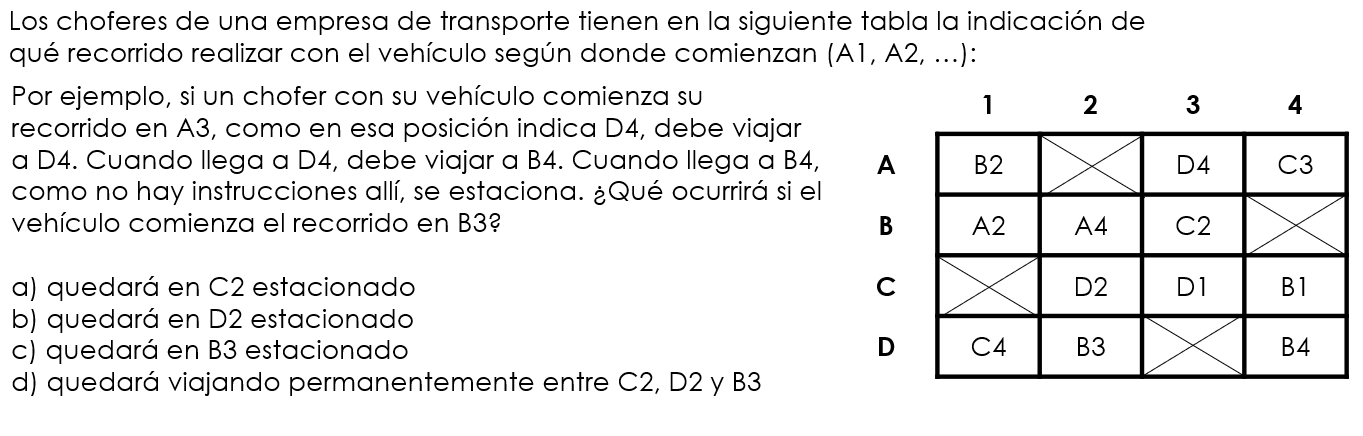 Los choferes de una empresa de transporte tienen en la siguiente tabla la indicación de
qué recorrido realizar con el vehículo según donde comienzan (A1, A2, ...):
Por ejemplo, si un chofer con su vehículo comienza su
recorrido en A3, como en esa posición indica D4, debe viajar
a D4. Cuando llega a D4, debe viajar a B4. Cuando llega a B4,
como no hay instrucciones allí, se estaciona. ¿Qué ocurrirá si el
vehículo comienza el recorrido en B3?
a) quedará en C2 estacionado
b) quedará en D2 estacionado
c) quedará en B3 estacionado
d) quedará viajando permanentemente entre C2, D2 y B3
1 2 3 4
A B2 D4 C3
B A2 A4 C2
C D2 D1 B1
D C4 B3 B4